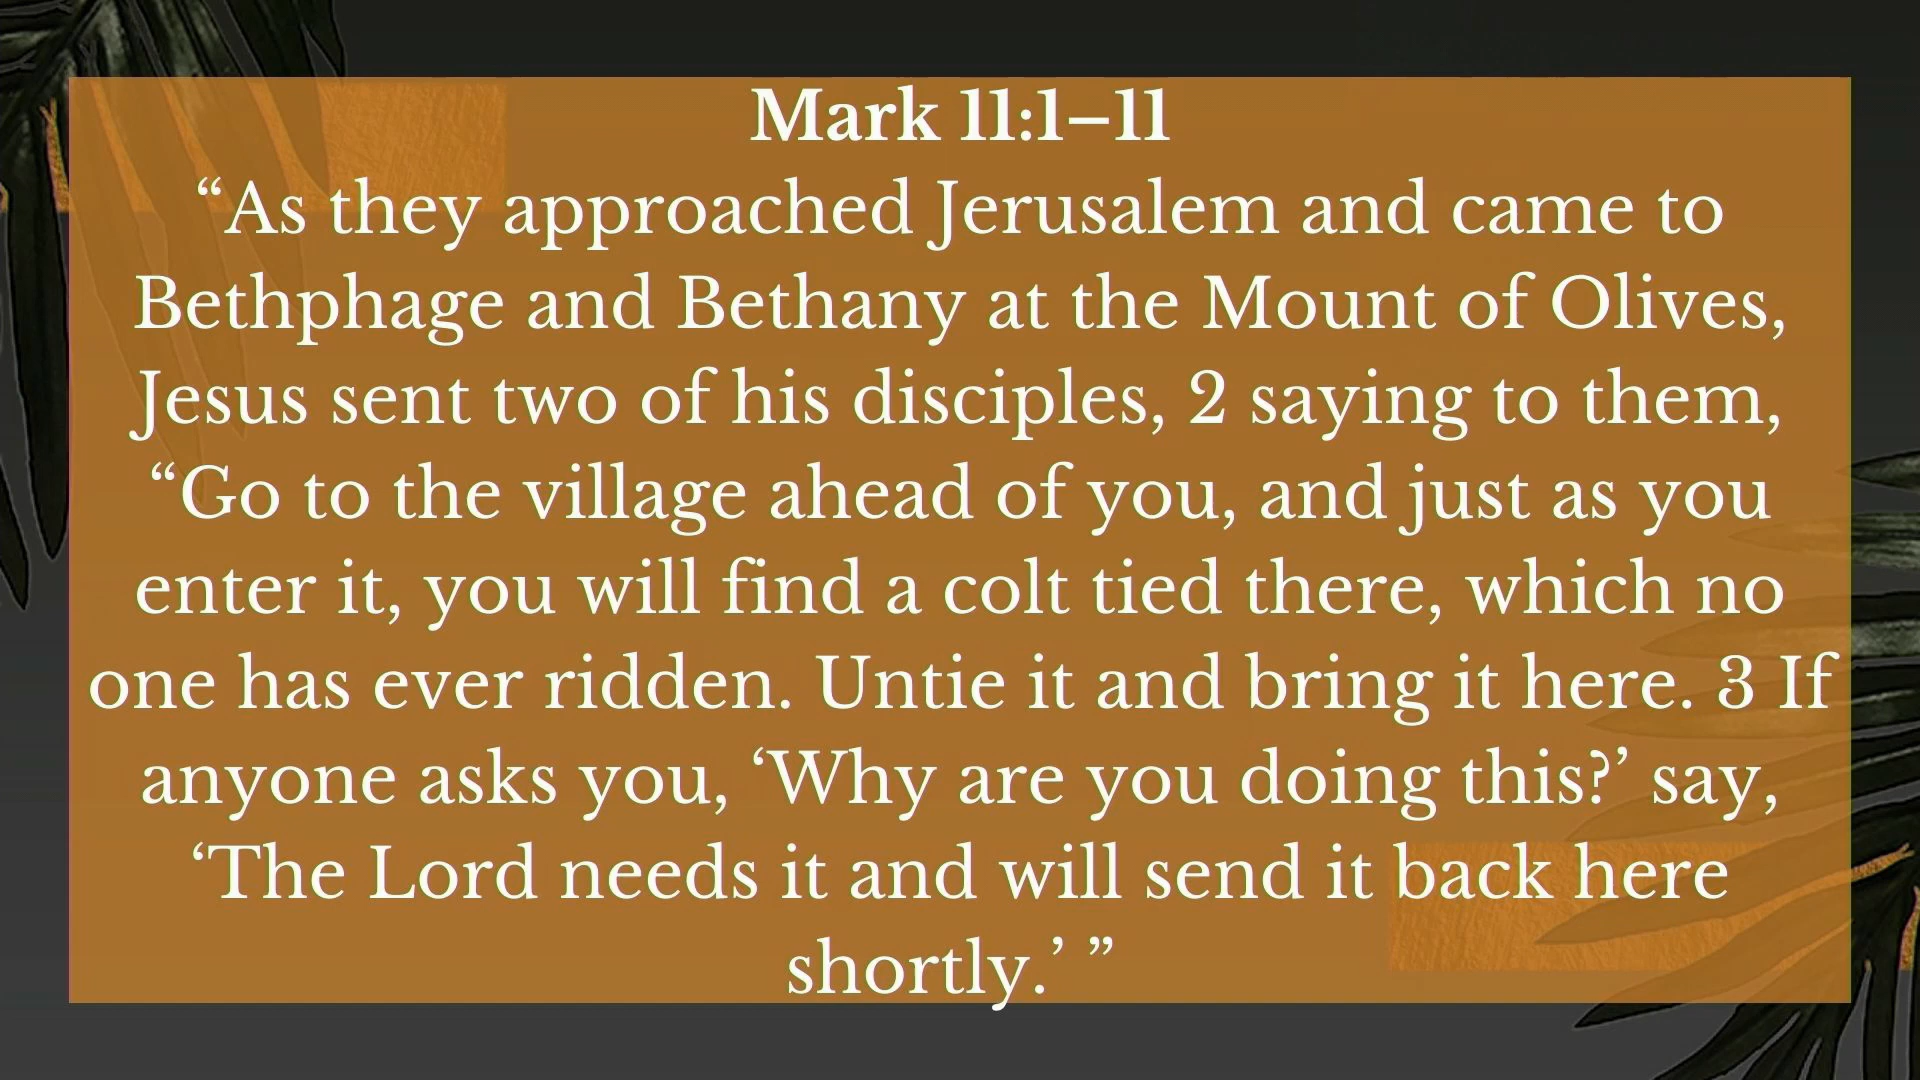 Mark 11:1–11
“As they approached Jerusalem and came to
Bethphage and Bethany at the Mount of Olives,
Jesus sent two of his disciples, 2 saying to them,
“Go to the village ahead of you, and just as you
enter it, you will find a colt tied there, which no
one has ever ridden. Untie it and bring it here. 3 If
anyone asks you, ‘Why are you doing this?’ say,
‘The Lord needs it and will send it back here
shortly.’ ”